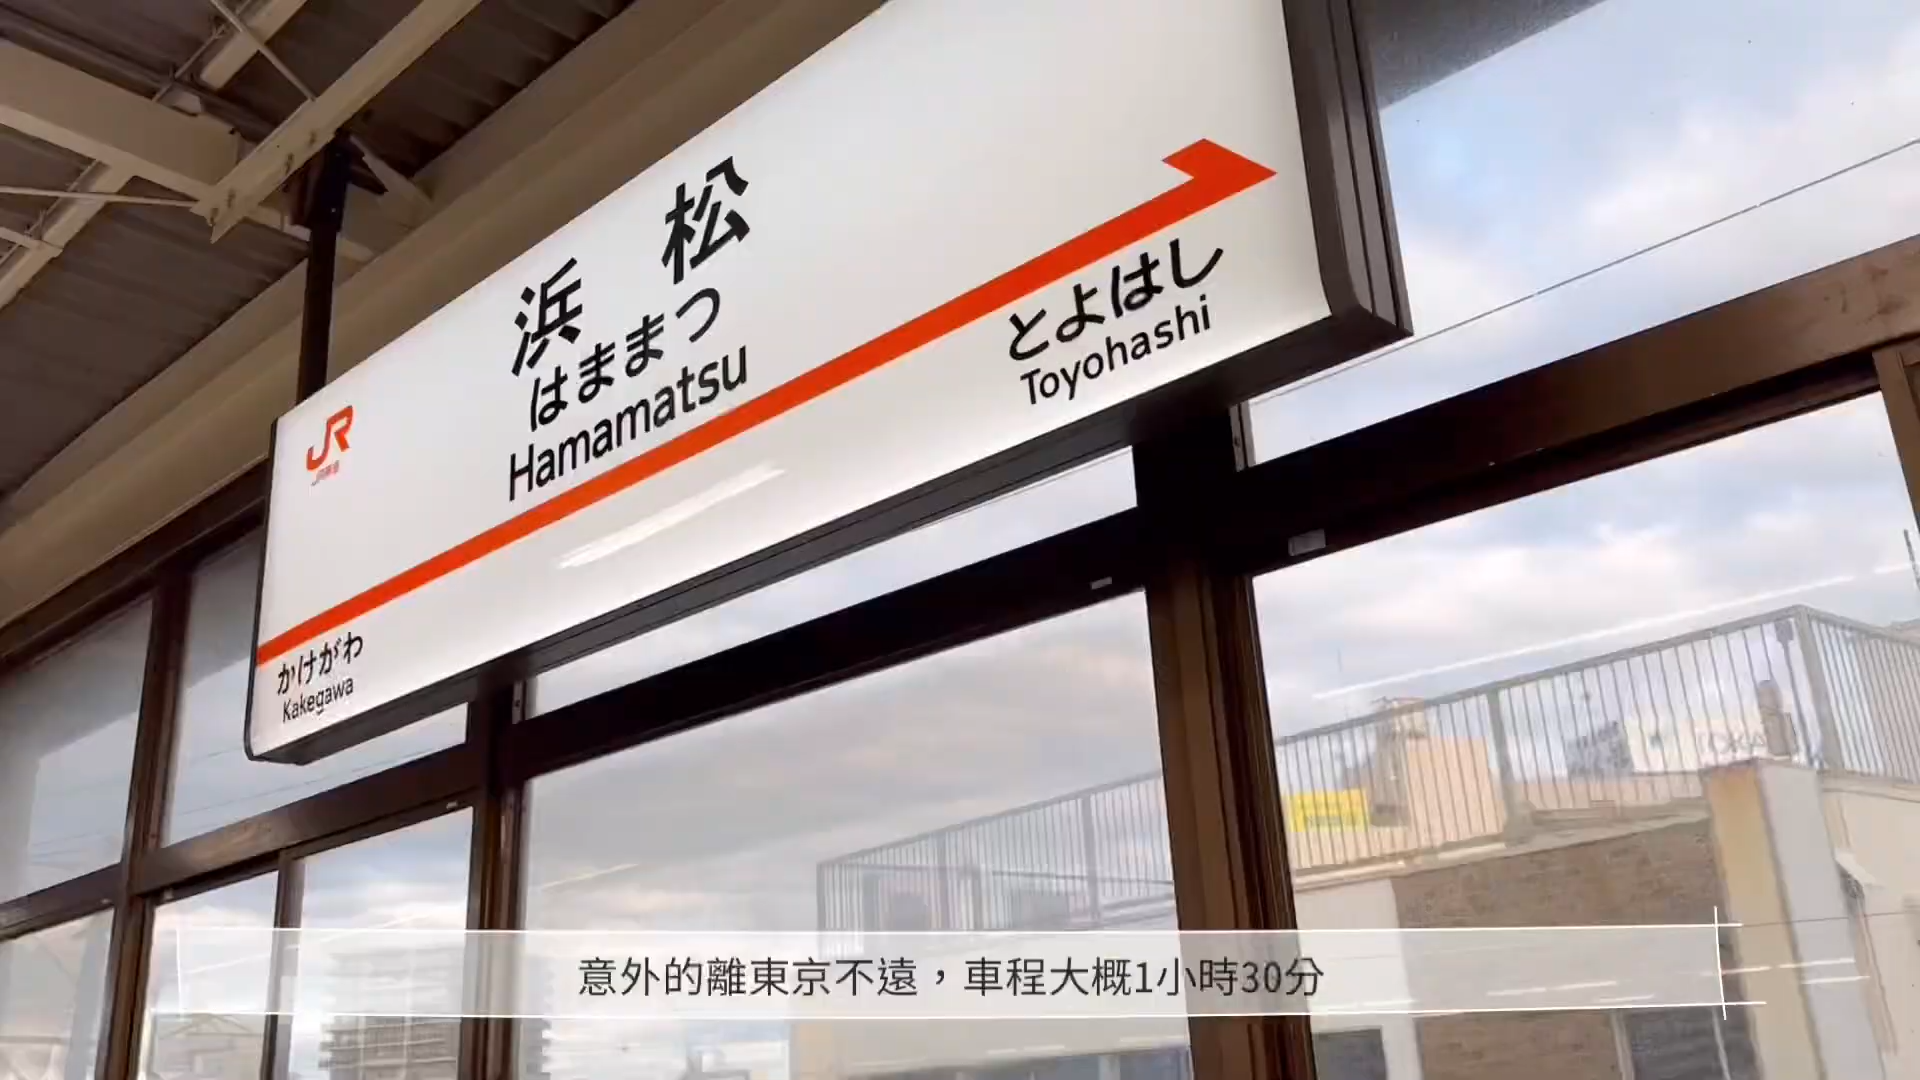 浜 松
はままつ
Hamamatsu
とよはし
Toyohashi
JR
かけがわ
Kakegawa
意外的離東京不遠，車程大概1小時30分